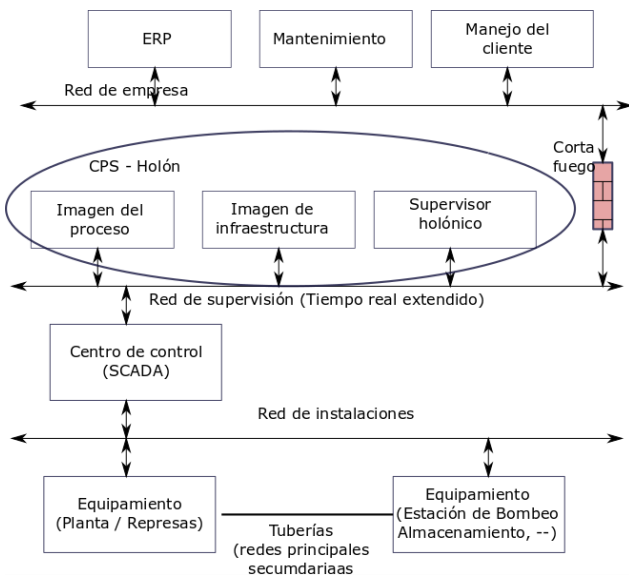 ERP
Mantenimiento
Manejo del
cliente
Red de empresa
Corta
fuego
CPS - Holón
Imagen del
proceso
Imagen de
infraestructura
Supervisor
holónico
Red de supervisión (Tiempo real extendido)
Centro de control
(SCADA)
Red de instalaciones
Equipamiento
(Planta / Represas)
Equipamiento
(Estación de Bombeo
Almacenamiento, --)
Tuberías
(redes principales
secumdariaas